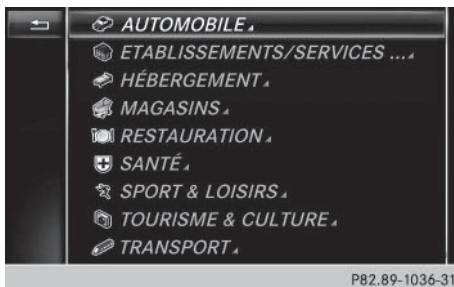 AUTOMOBILE
ETABLISSEMENTS/SERVICES ...
HÉBERGEMENT
MAGASINS
RESTAURATION
SANTÉ
SPORT & LOISIRS
TOURISME & CULTURE
TRANSPORT
P82.89-1036-31